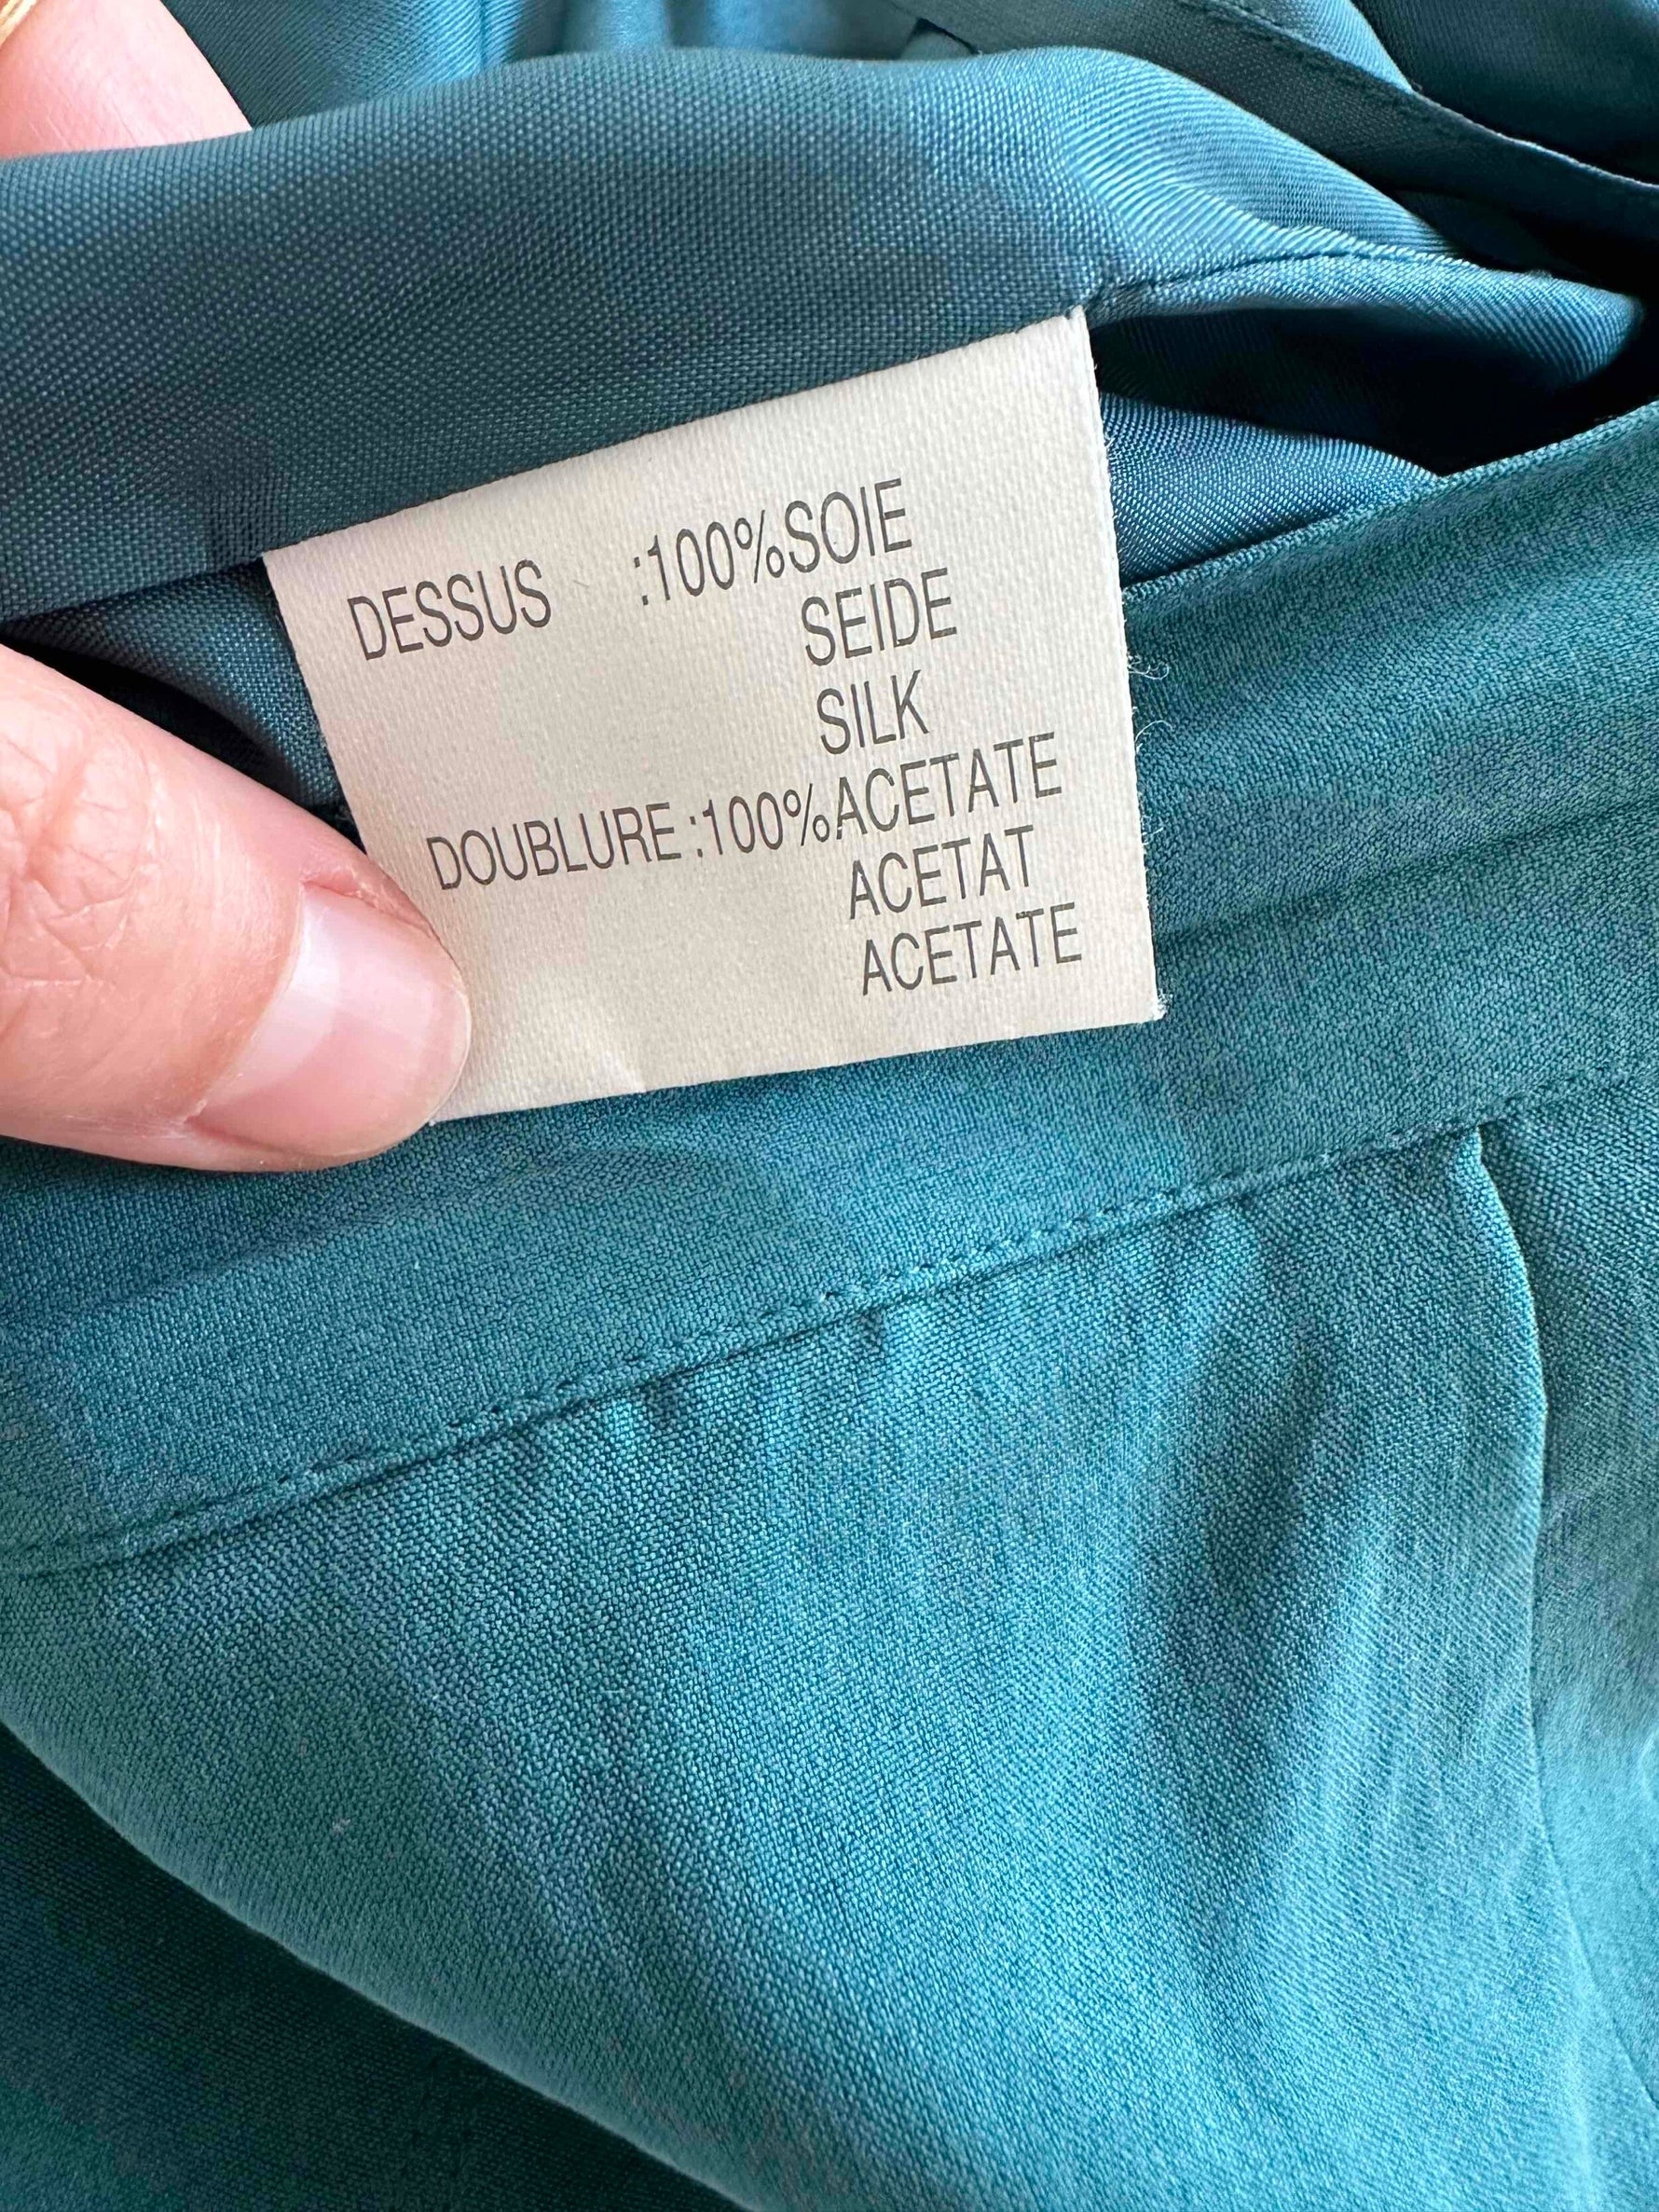 DESSUS :100%SOIE
SEIDE
SILK
DOUBLURE :100%ACETATE
ACETAT
ACETATE